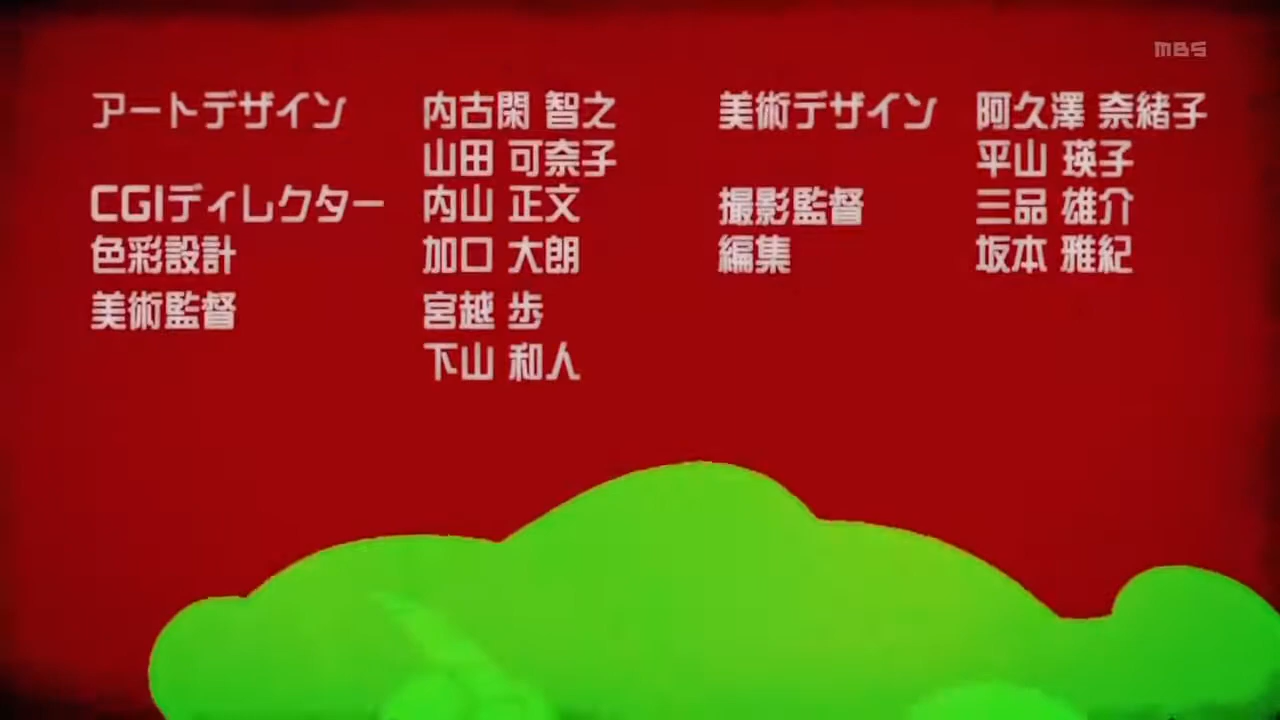 MBS
アートデザイン 内古閑 智之
山田 可奈子
CGIディレクター 内山 正文
色彩設計 加口 大朗
美術監督 宮越 歩
下山 和人
美術デザイン 阿久澤 奈緒子
平山 瑛子
撮影監督 三品 雄介
編集 坂本 雅紀